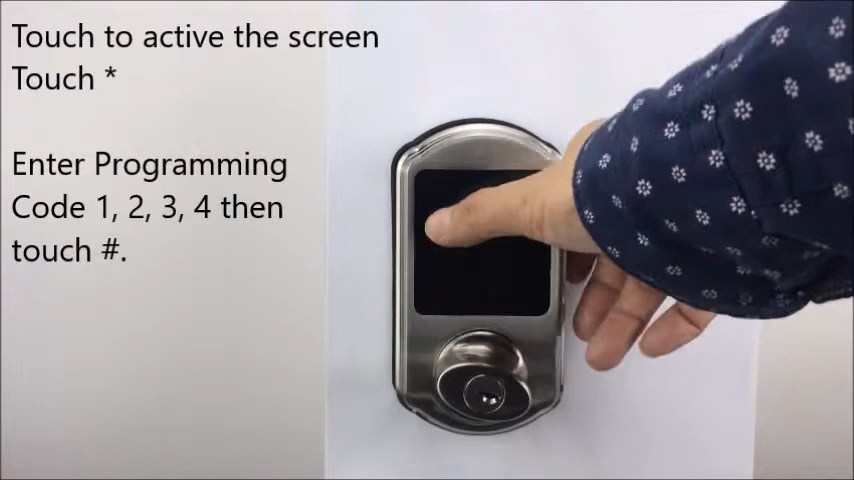 Touch to active the screen
Touch *
Enter Programming
Code 1, 2, 3, 4 then
touch #.